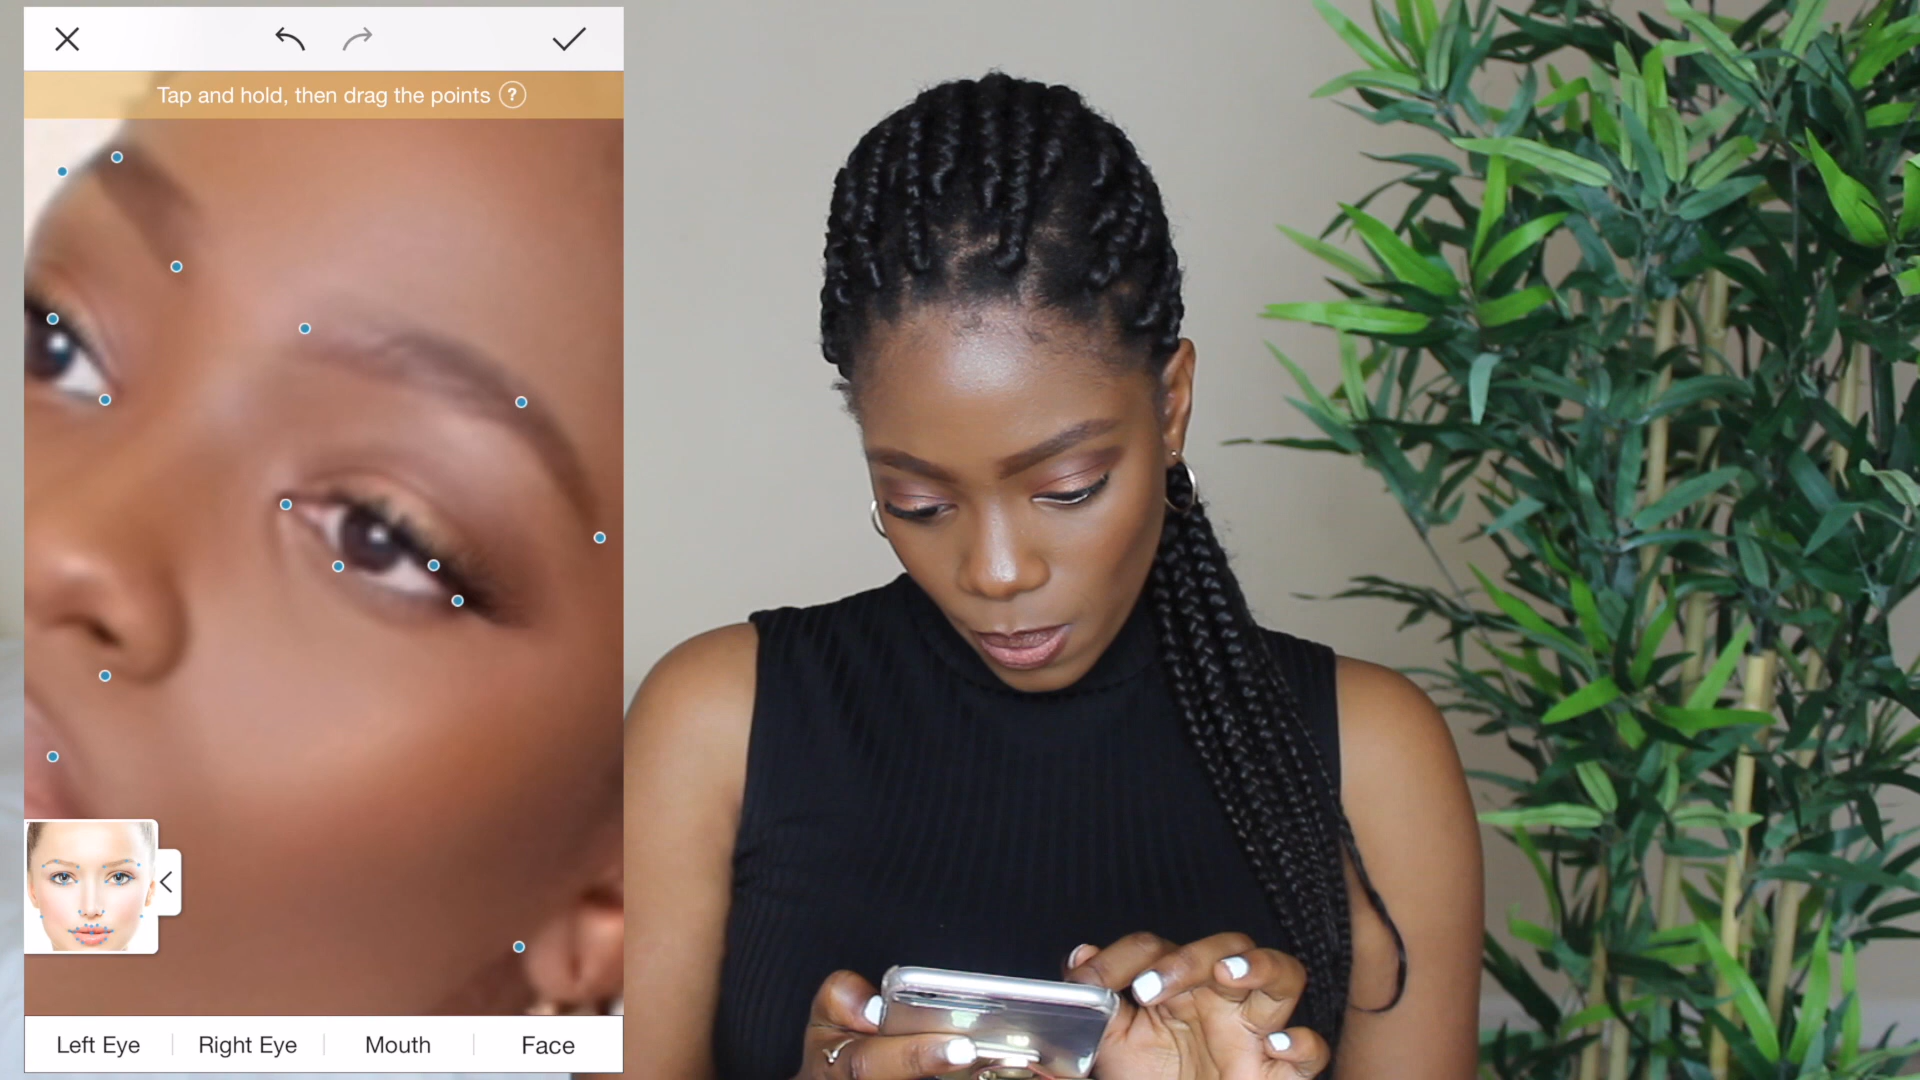 Tap and hold, then drag the points ?
Left Eye
Right Eye
Mouth
Face